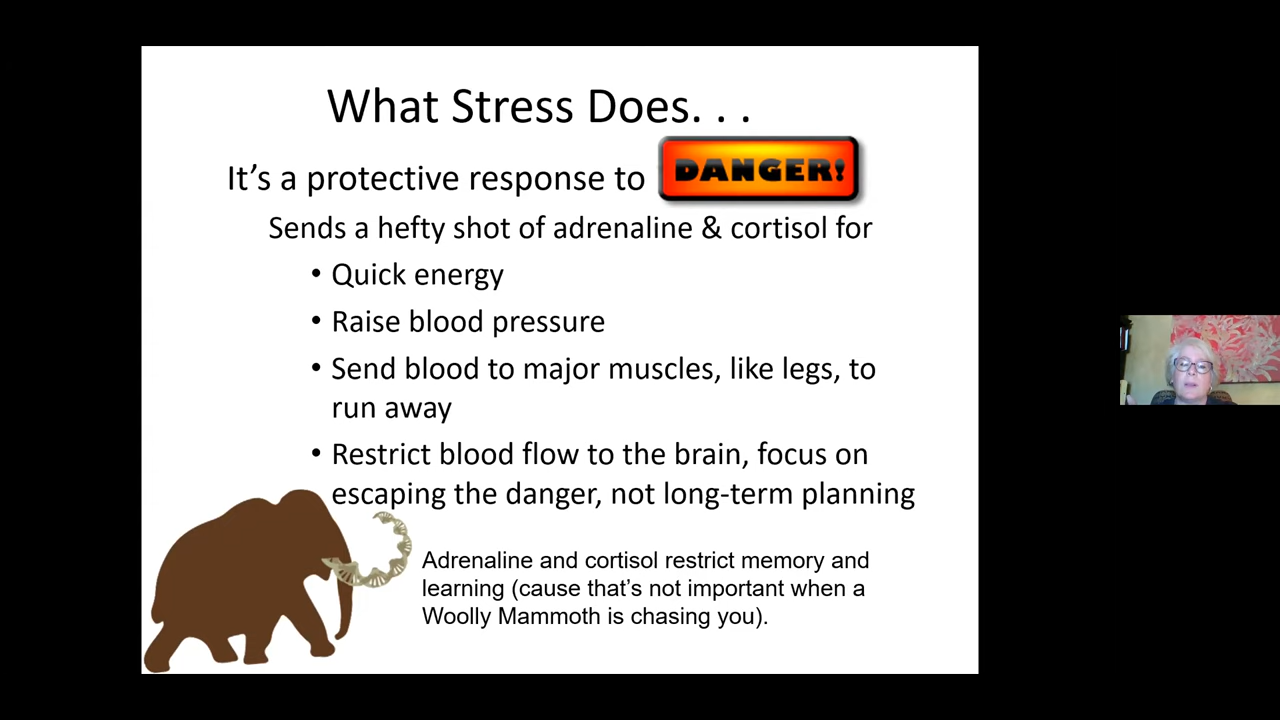 What Stress Does. . .
It’s a protective response to DANGER!
Sends a hefty shot of adrenaline & cortisol for
• Quick energy
• Raise blood pressure
• Send blood to major muscles, like legs, to
run away
• Restrict blood flow to the brain, focus on
escaping the danger, not long-term planning
Adrenaline and cortisol restrict memory and
learning (cause that’s not important when a
Woolly Mammoth is chasing you).